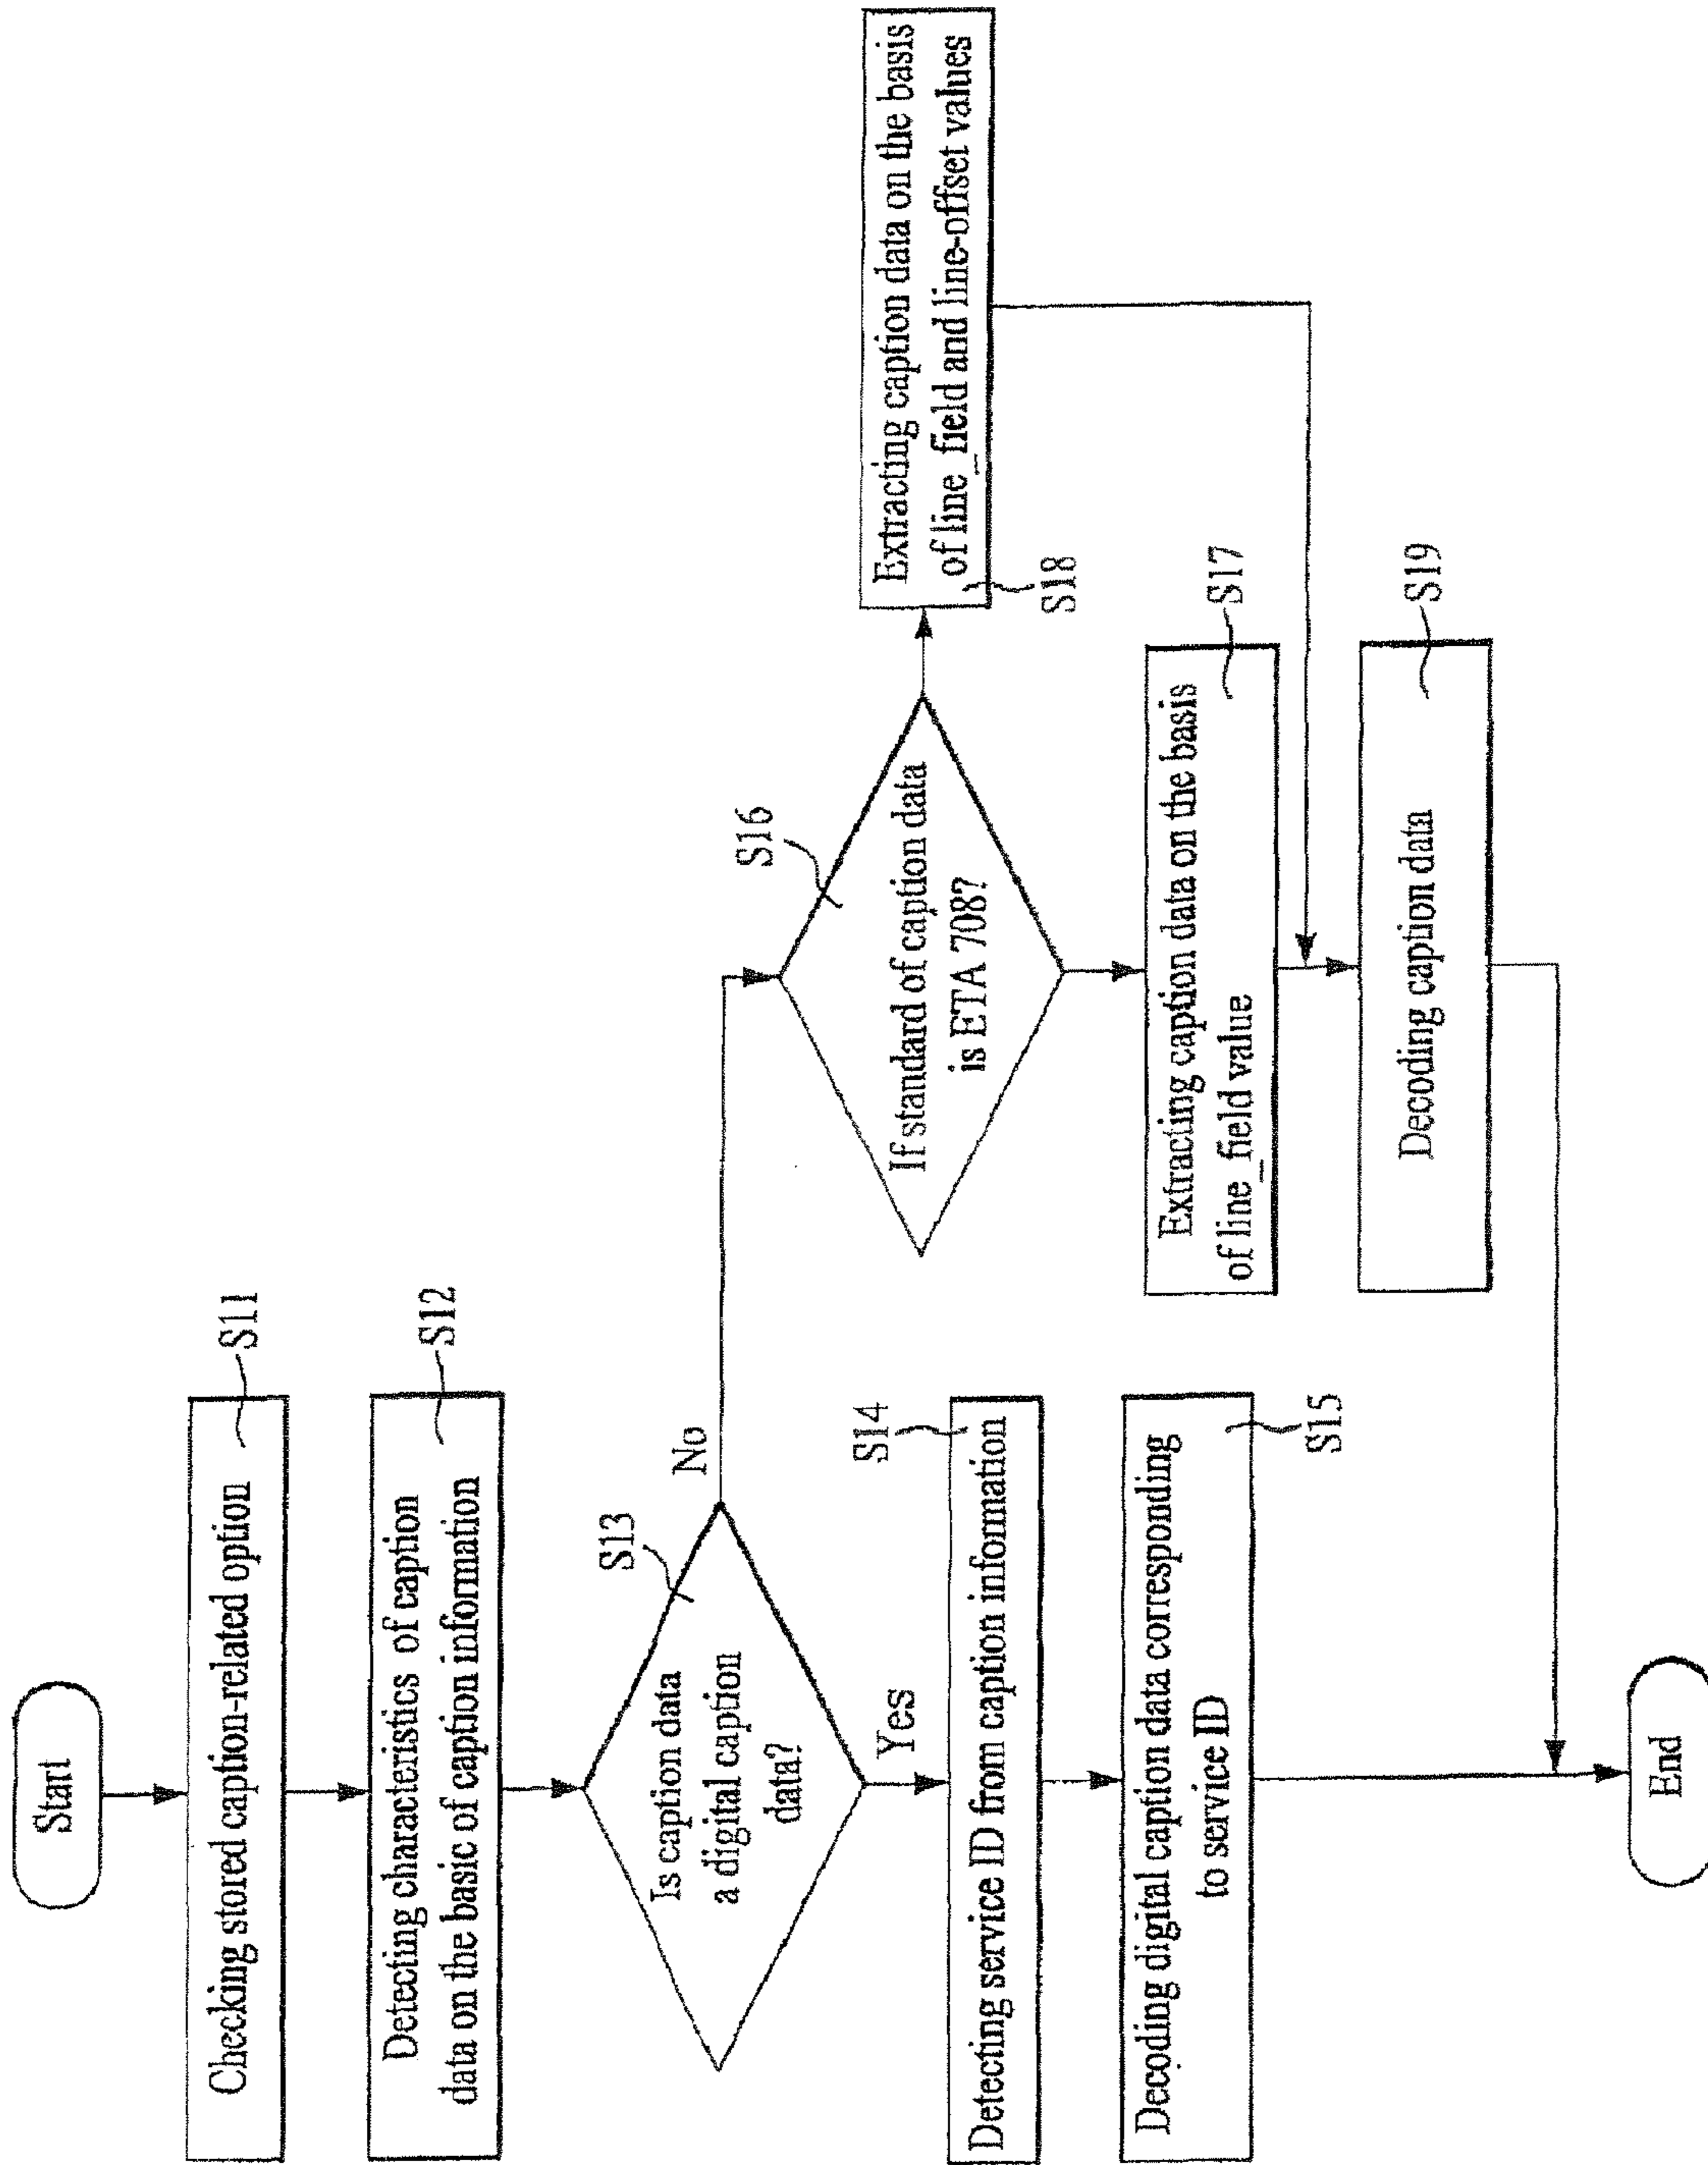 Start
Checking stored caption-related option
S11
Detecting characteristics of caption
data on the basic of caption information
S12
Is caption data
a digital caption
data?
S13
No
Yes
Detecting service ID from caption information
S14
Decoding digital caption data corresponding
to service ID
S15
If standard of caption data
is ETA 708?
S16
Extracting caption data on the basis
of line_field and line-offset values
S18
Extracting caption data on the basis
of line_field value
S17
Decoding caption data
S19
End